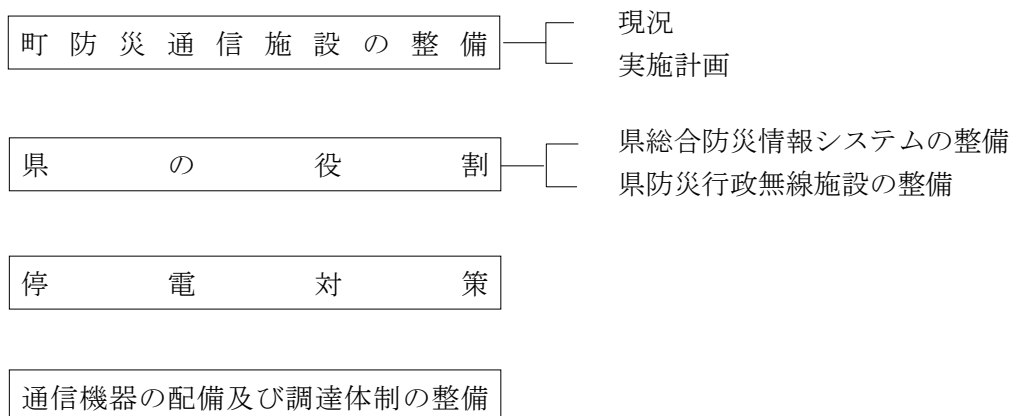 町防災通信施設の整備
現況
実施計画
県の役割
県総合防災情報システムの整備
県防災行政無線施設の整備
停電対策
通信機器の配備及び調達体制の整備